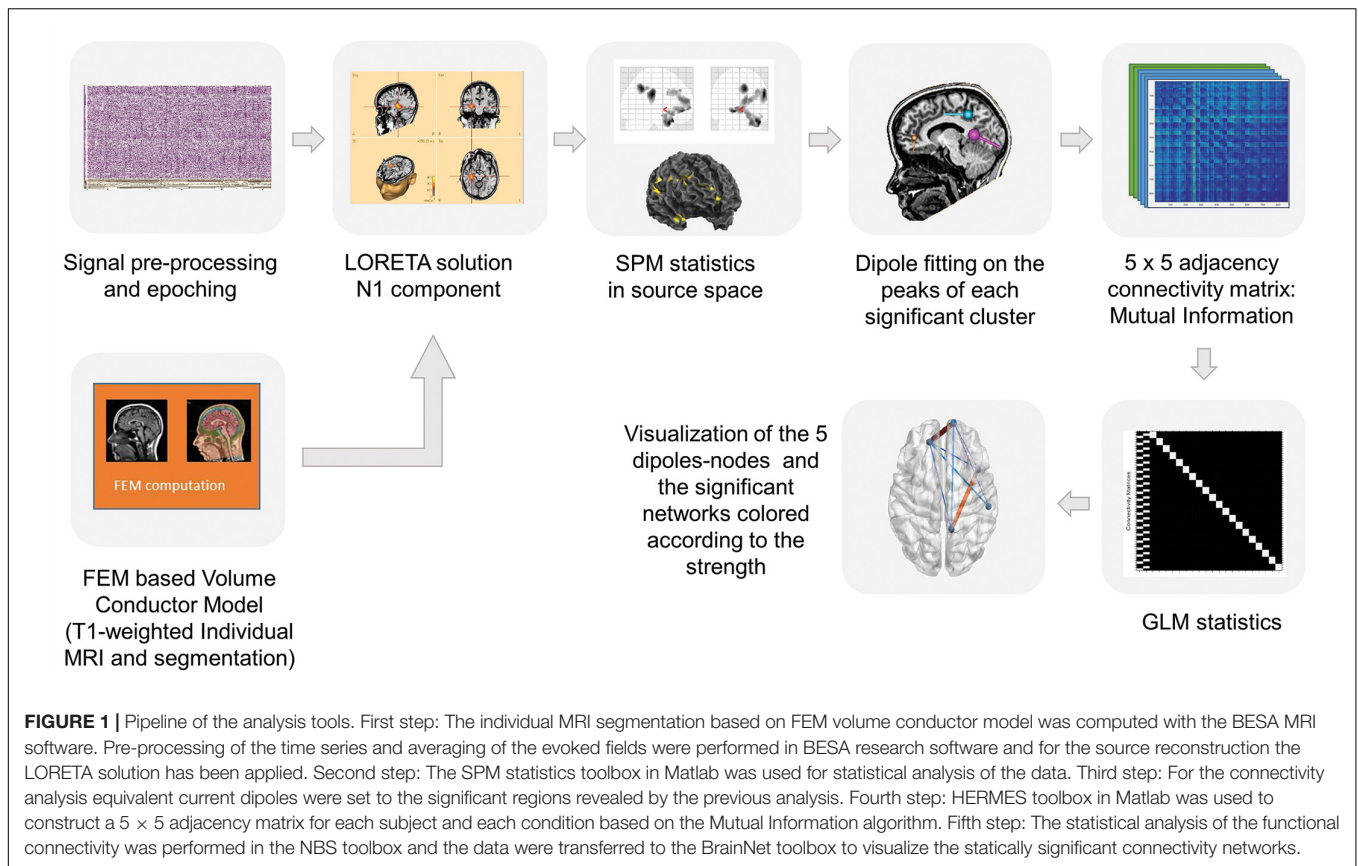 Signal pre-processing
and epoching
LORETA solution
N1 component
SPM statistics
in source space
Dipole fitting on the
peaks of each
significant cluster
5 x 5 adjacency
connectivity matrix:
Mutual Information
FEM computation
FEM based Volume
Conductor Model
(T1-weighted Individual
MRI and segmentation)
Visualization of the 5
dipoles-nodes and
the significant
networks colored
according to the
strength
Connectivity Matrices
GLM statistics
FIGURE 1 | Pipeline of the analysis tools. First step: The individual MRI segmentation based on FEM volume conductor model was computed with the BESA MRI
software. Pre-processing of the time series and averaging of the evoked fields were performed in BESA research software and for the source reconstruction the
LORETA solution has been applied. Second step: The SPM statistics toolbox in Matlab was used for statistical analysis of the data. Third step: For the connectivity
analysis equivalent current dipoles were set to the significant regions revealed by the previous analysis. Fourth step: HERMES toolbox in Matlab was used to
construct a 5 × 5 adjacency matrix for each subject and each condition based on the Mutual Information algorithm. Fifth step: The statistical analysis of the functional
connectivity was performed in the NBS toolbox and the data were transferred to the BrainNet toolbox to visualize the statically significant connectivity networks.